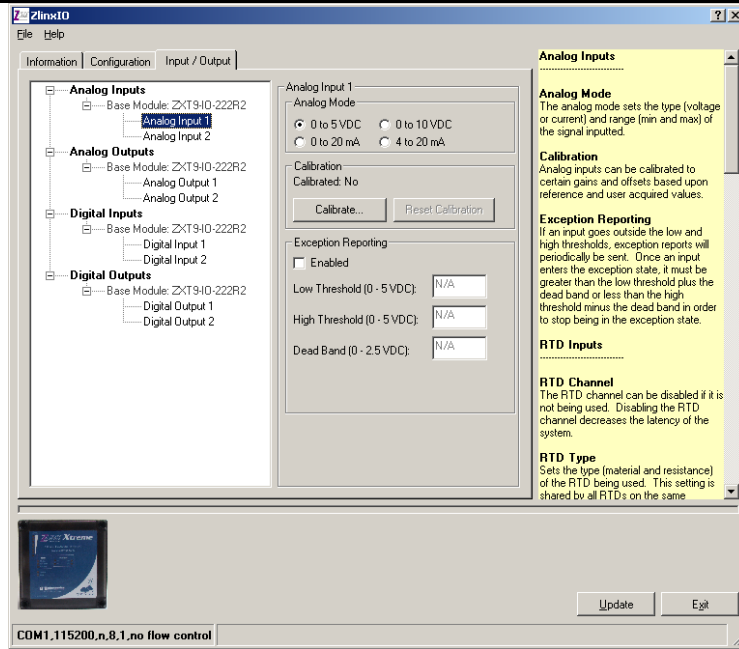 ZlinxIO
File Help
Information Configuration Input / Output
Analog Inputs
Base Module: ZXT9-IO-222R2
Analog Input 1
Analog Input 2
Analog Outputs
Base Module: ZXT9-IO-222R2
Analog Output 1
Analog Output 2
Digital Inputs
Base Module: ZXT9-IO-222R2
Digital Input 1
Digital Input 2
Digital Outputs
Base Module: ZXT9-IO-222R2
Digital Output 1
Digital Output 2
Analog Input 1
Analog Mode
0 to 5 VDC 0 to 10 VDC
0 to 20 mA 4 to 20 mA
Calibration
Calibrated: No
Calibrate... Reset Calibration
Exception Reporting
Enabled
Low Threshold (0 - 5 VDC): N/A
High Threshold (0 - 5 VDC): N/A
Dead Band (0 - 2.5 VDC): N/A
Analog Inputs
----------------------------
Analog Mode
The analog mode sets the type (voltage
or current) and range (min and max) of
the signal inputted.
Calibration
Analog inputs can be calibrated to
certain gains and offsets based upon
reference and user acquired values.
Exception Reporting
If an input goes outside the low and
high thresholds, exception reports will
periodically be sent. Once an input
enters the exception state, it must be
greater than the low threshold plus the
dead band or less than the high
threshold minus the dead band in order
to stop being in the exception state.
RTD Inputs
----------------------------
RTD Channel
The RTD channel can be disabled if it is
not being used. Disabling the RTD
channel decreases the latency of the
system.
RTD Type
Sets the type (material and resistance)
of the RTD being used. This setting is
shared by all RTDs on the same
Xtreme
Update Exit
COM1,115200,n,8,1,no flow control